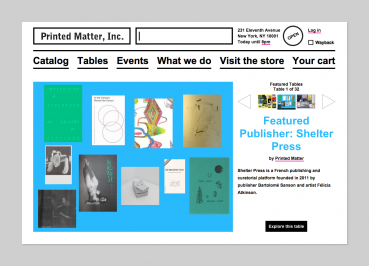 Printed Matter, Inc.
231 Eleventh Avenue
New York, NY 10001
Today until 6pm
OPEN
Log in
Wayback
Catalog Tables Events What we do Visit the store Your cart
Featured Tables
Table 1 of 32
Featured
Publisher: Shelter
Press
by Printed Matter
Shelter Press is a French publishing and
curatorial platform founded in 2011 by
publisher Bartolomé Sanson and artist Félicia
Atkinson.
Explore this table